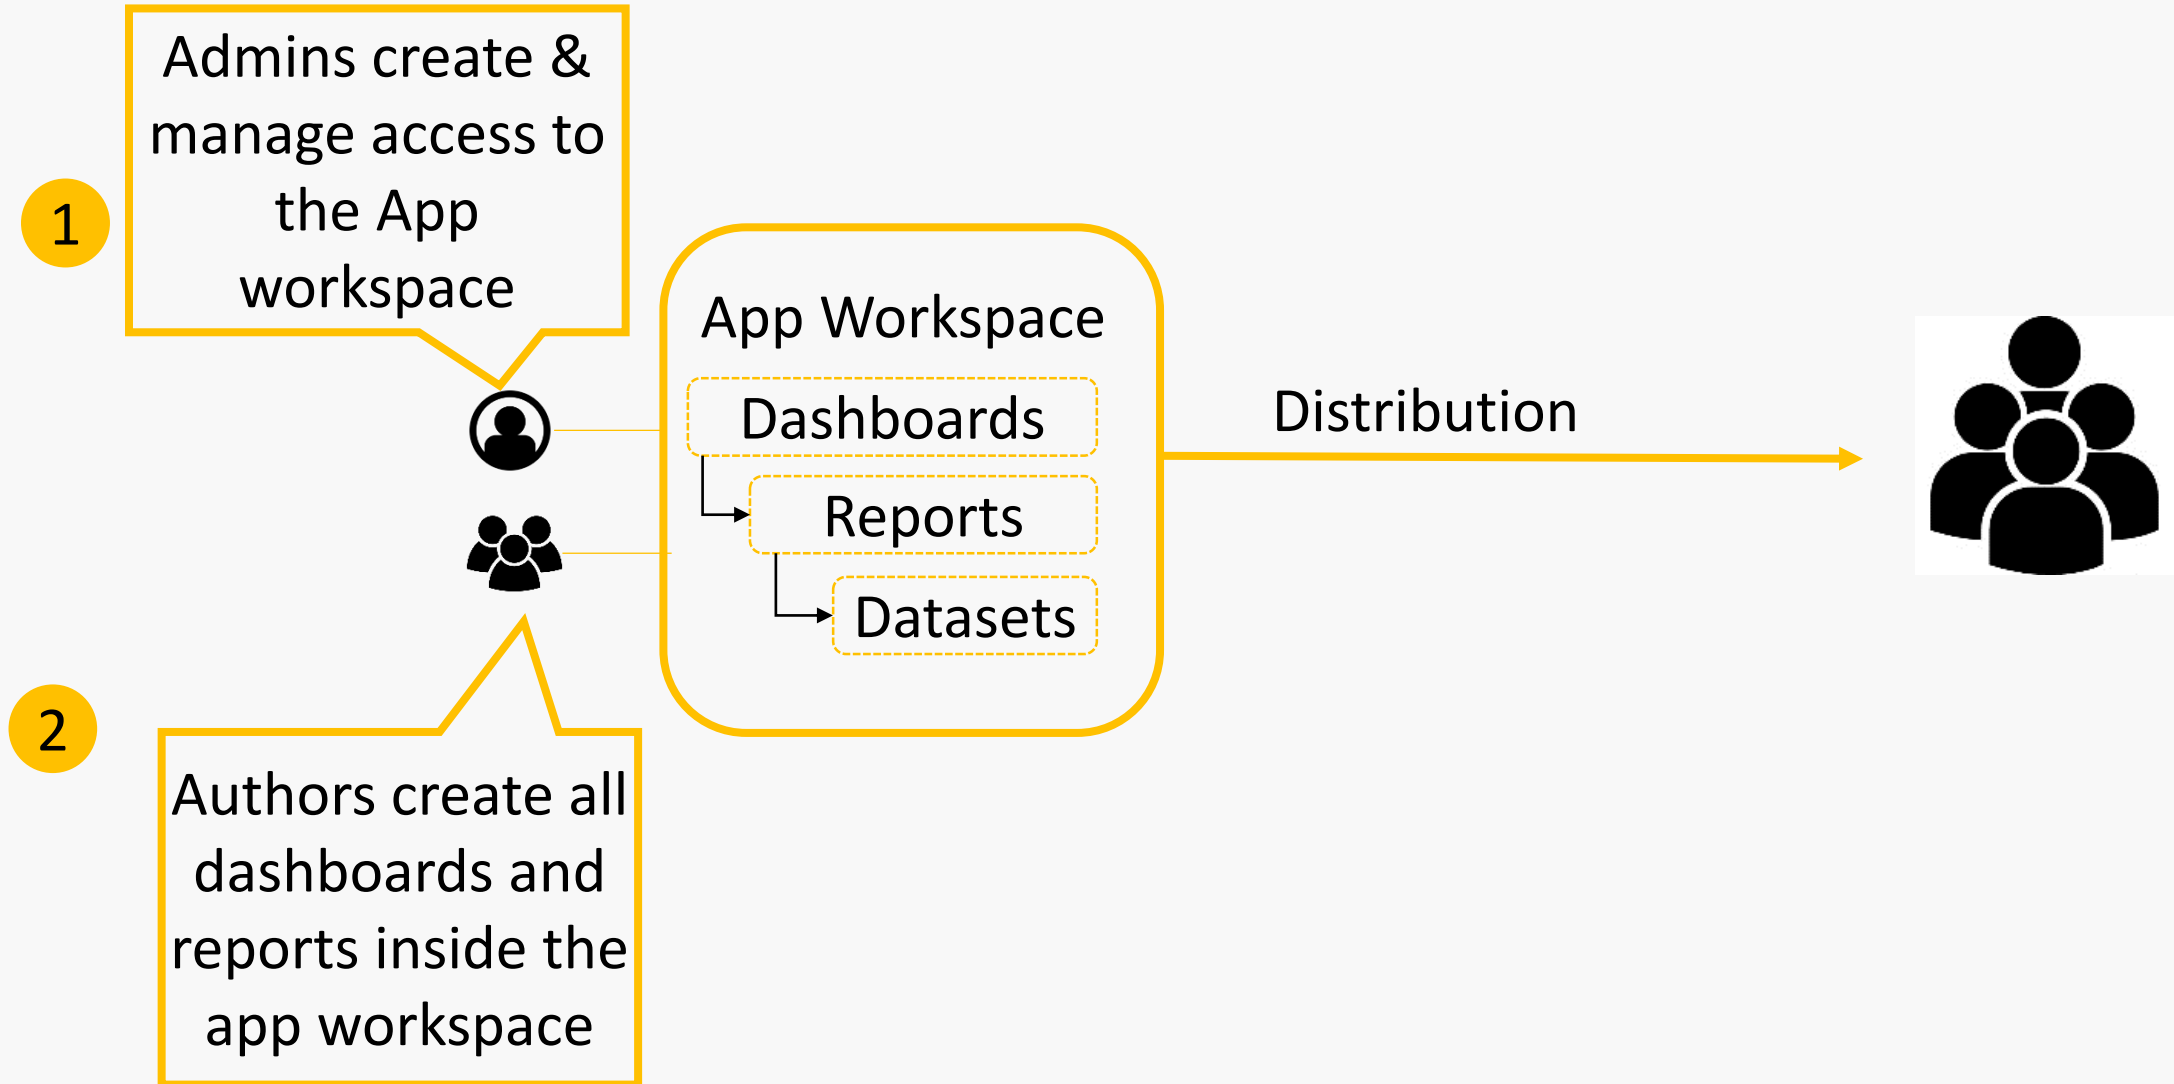 1
Admins create &
manage access to
the App
workspace
App Workspace
Dashboards
Reports
Datasets
Distribution
2
Authors create all
dashboards and
reports inside the
app workspace